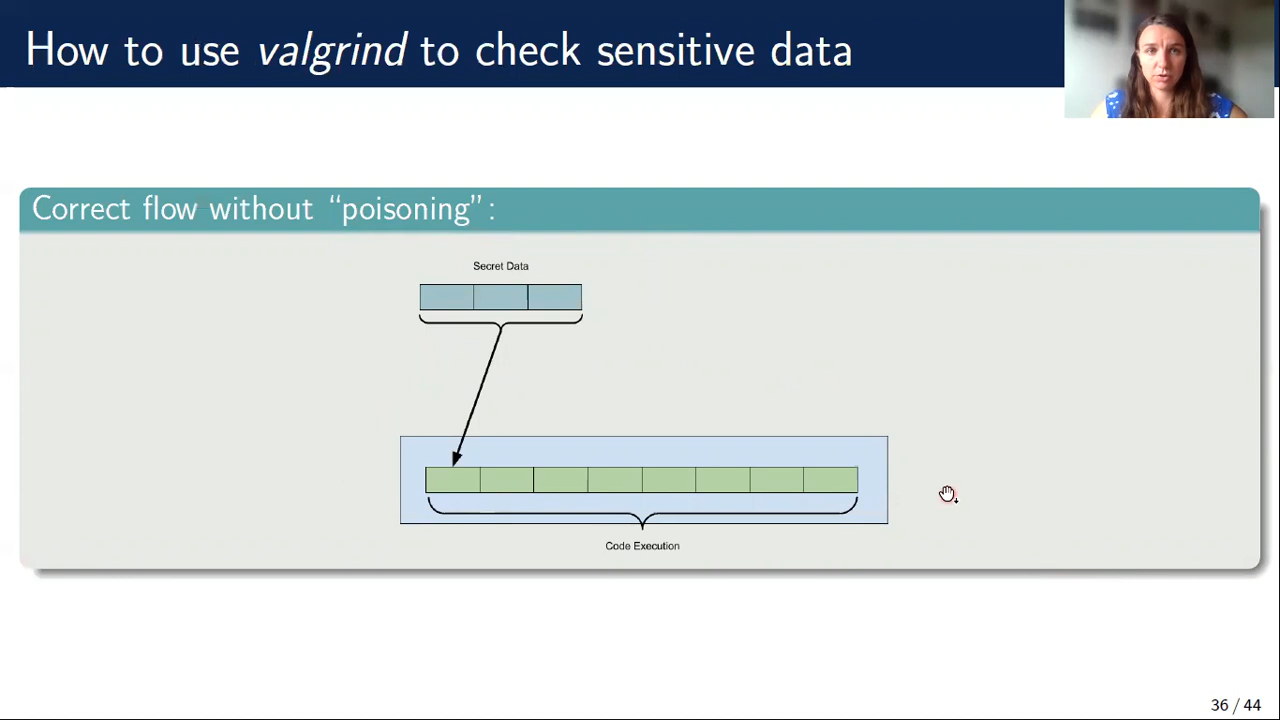 How to use valgrind to check sensitive data
Correct flow without “poisoning”:
Secret Data
Code Execution
36 / 44